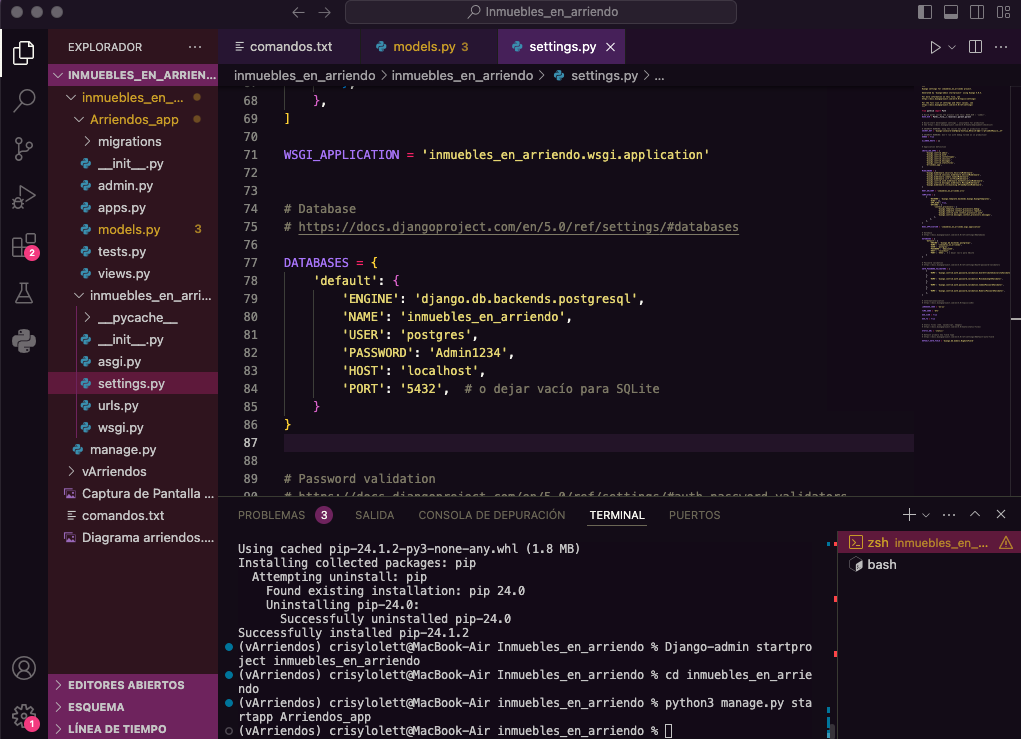 Inmuebles_en_arriendo
EXPLORADOR
INMUEBLES_EN_ARRIEN...
inmuebles_en_...
Arriendos_app
migrations
__init__.py
admin.py
apps.py
models.py 3
tests.py
views.py
inmuebles_en_arri...
__pycache__
__init__.py
asgi.py
settings.py
urls.py
wsgi.py
manage.py
vArriendos
Captura de Pantalla ...
comandos.txt
Diagrama arriendos....
EDITORES ABIERTOS
ESQUEMA
LÍNEA DE TIEMPO
2
1
comandos.txt
models.py 3
settings.py
inmuebles_en_arriendo > inmuebles_en_arriendo > settings.py > ...
68 },
69 ]
70
71 WSGI_APPLICATION = 'inmuebles_en_arriendo.wsgi.application'
72
73
74 # Database
75 # https://docs.djangoproject.com/en/5.0/ref/settings/#databases
76
77 DATABASES = {
78 'default': {
79 'ENGINE': 'django.db.backends.postgresql',
80 'NAME': 'inmuebles_en_arriendo',
81 'USER': 'postgres',
82 'PASSWORD': 'Admin1234',
83 'HOST': 'localhost',
84 'PORT': '5432', # o dejar vacío para SQLite
85 }
86 }
87
88
89 # Password validation
90 # https://docs.djangoproject.com/en/5.0/ref/settings/#auth-password-validators
PROBLEMAS 3 SALIDA CONSOLA DE DEPURACIÓN TERMINAL PUERTOS
Using cached pip-24.1.2-py3-none-any.whl (1.8 MB)
Installing collected packages: pip
Attempting uninstall: pip
Found existing installation: pip 24.0
Uninstalling pip-24.0:
Successfully uninstalled pip-24.0
Successfully installed pip-24.1.2
(vArriendos) crisylolett@MacBook-Air Inmuebles_en_arriendo % Django-admin startpro
ject inmuebles_en_arriendo
(vArriendos) crisylolett@MacBook-Air Inmuebles_en_arriendo % cd inmuebles_en_arrie
ndo
(vArriendos) crisylolett@MacBook-Air inmuebles_en_arriendo % python3 manage.py sta
rtapp Arriendos_app
(vArriendos) crisylolett@MacBook-Air inmuebles_en_arriendo %
zsh inmuebles_en_...
bash